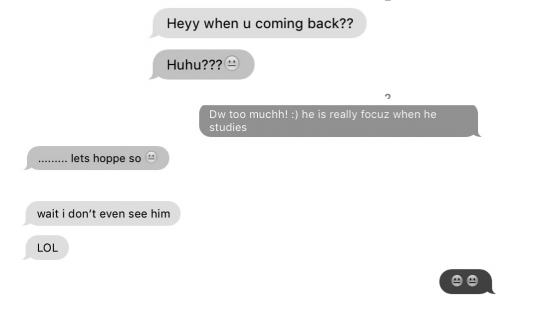 Heyy when u coming back??
Huhu???😐
?
Dw too muchh! :) he is really focuz when he
studies
......... lets hoppe so 😐
wait i don’t even see him
LOL
😐😐